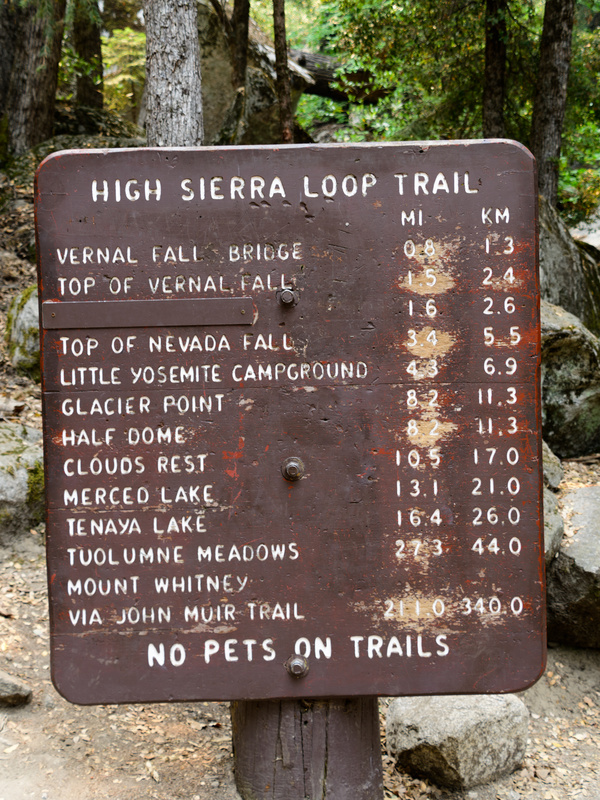 HIGH SIERRA LOOP TRAIL
MI KM
VERNAL FALL BRIDGE 0.8 1.3
TOP OF VERNAL FALL 1.5 2.4
1.6 2.6
TOP OF NEVADA FALL 3.4 5.5
LITTLE YOSEMITE CAMPGROUND 4.3 6.9
GLACIER POINT 8.2 11.3
HALF DOME 8.2 11.3
CLOUDS REST 10.5 17.0
MERCED LAKE 13.1 21.0
TENAYA LAKE 16.4 26.0
TUOLUMNE MEADOWS 27.3 44.0
MOUNT WHITNEY
VIA JOHN MUIR TRAIL 211.0 340.0
NO PETS ON TRAILS